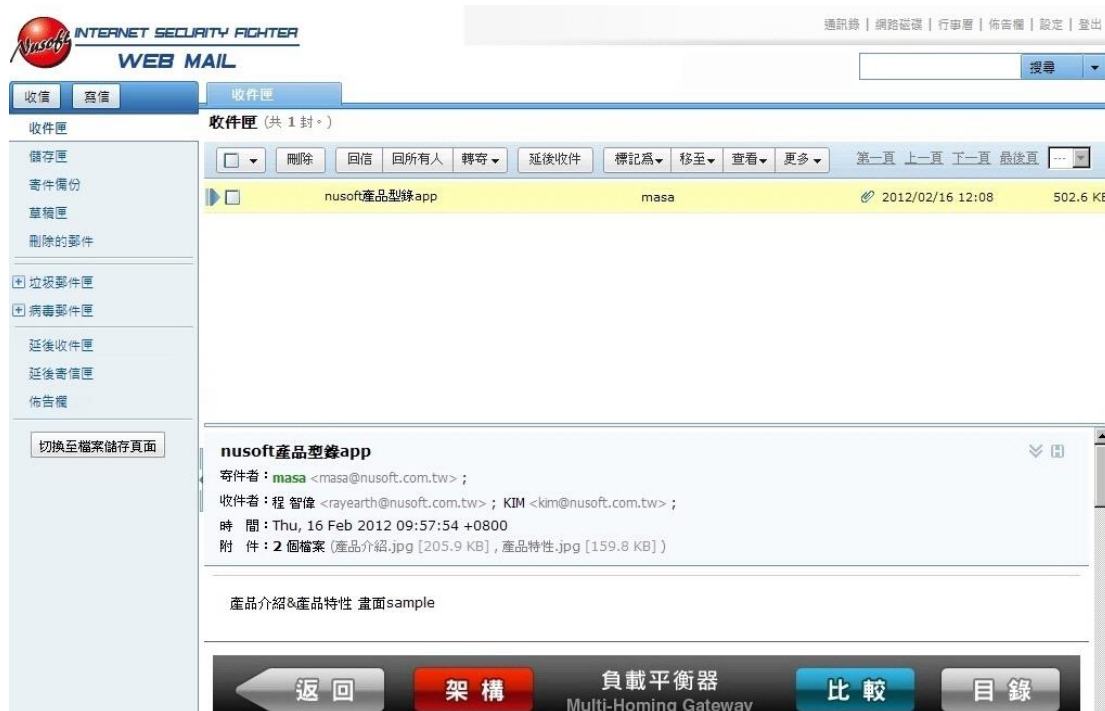 Nusoft INTERNET SECURITY FIGHTER
WEB MAIL
通訊錄 | 網路磁碟 | 行事曆 | 佈告欄 | 設定 | 登出
搜尋
收信 寫信
收件匣
收件匣
收件匣 (共 1 封。)
儲存匣
寄件備份
草稿匣
刪除的郵件
垃圾郵件匣
病毒郵件匣
延後收件匣
延後寄信匣
佈告欄
切換至檔案儲存頁面
刪除 回信 回所有人 轉寄 延後收件 標記為 移至 查看 更多 第一頁 上一頁 下一頁 最後頁 ---
nusoft產品型錄app masa 2012/02/16 12:08 502.6 KB
nusoft產品型錄app
寄件者：masa <masa@nusoft.com.tw> ;
收件者：程 智偉 <rayearth@nusoft.com.tw> ; KIM <kim@nusoft.com.tw> ;
時 間：Thu, 16 Feb 2012 09:57:54 +0800
附 件：2 個檔案 (產品介紹.jpg [205.9 KB] , 產品特性.jpg [159.8 KB] )
產品介紹&產品特性 畫面sample
返回 架構 負載平衡器 比較 目錄
Multi-Homing Gateway